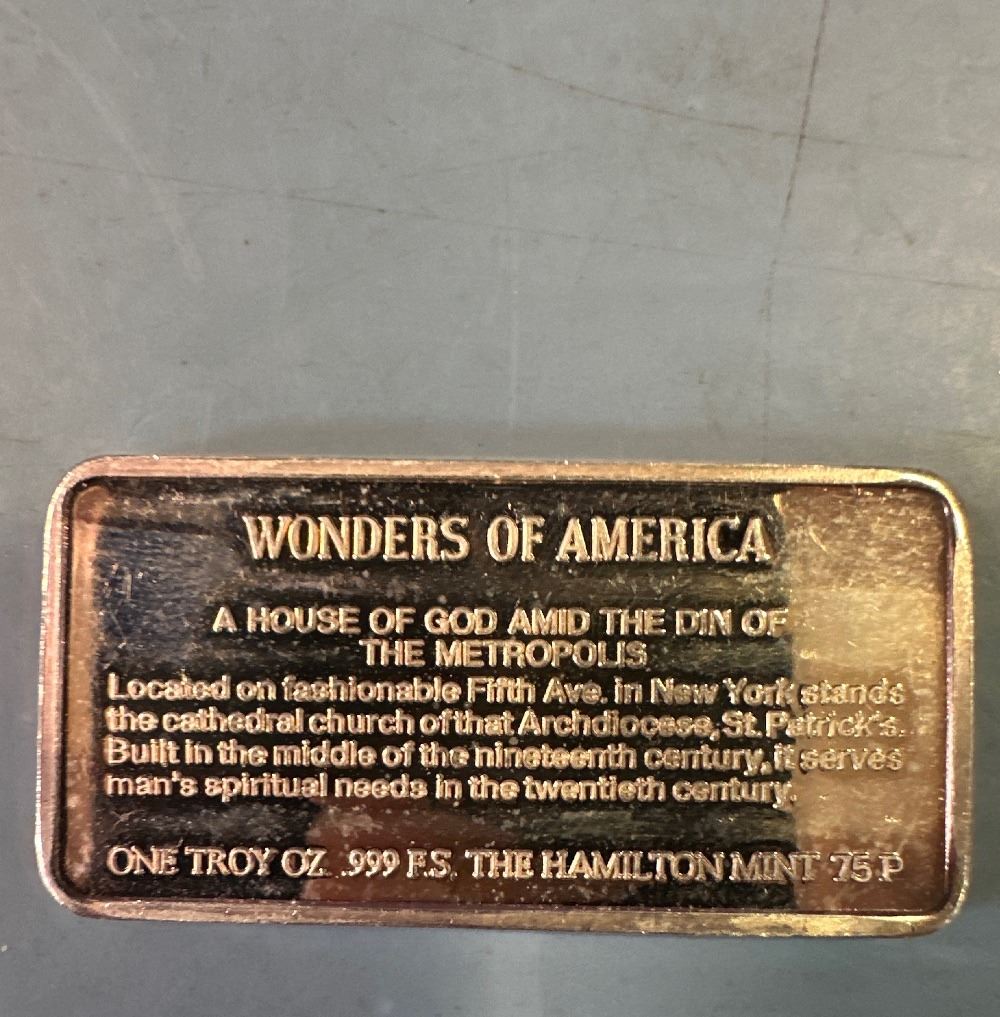 WONDERS OF AMERICA
A HOUSE OF GOD AMID THE DIN OF
THE METROPOLIS
Located on fashionable Fifth Ave. in New York stands
the cathedral church of that Archdiocese, St. Patrick's.
Built in the middle of the nineteenth century, it serves
man's spiritual needs in the twentieth century.
ONE TROY OZ .999 F.S. THE HAMILTON MINT 75 P